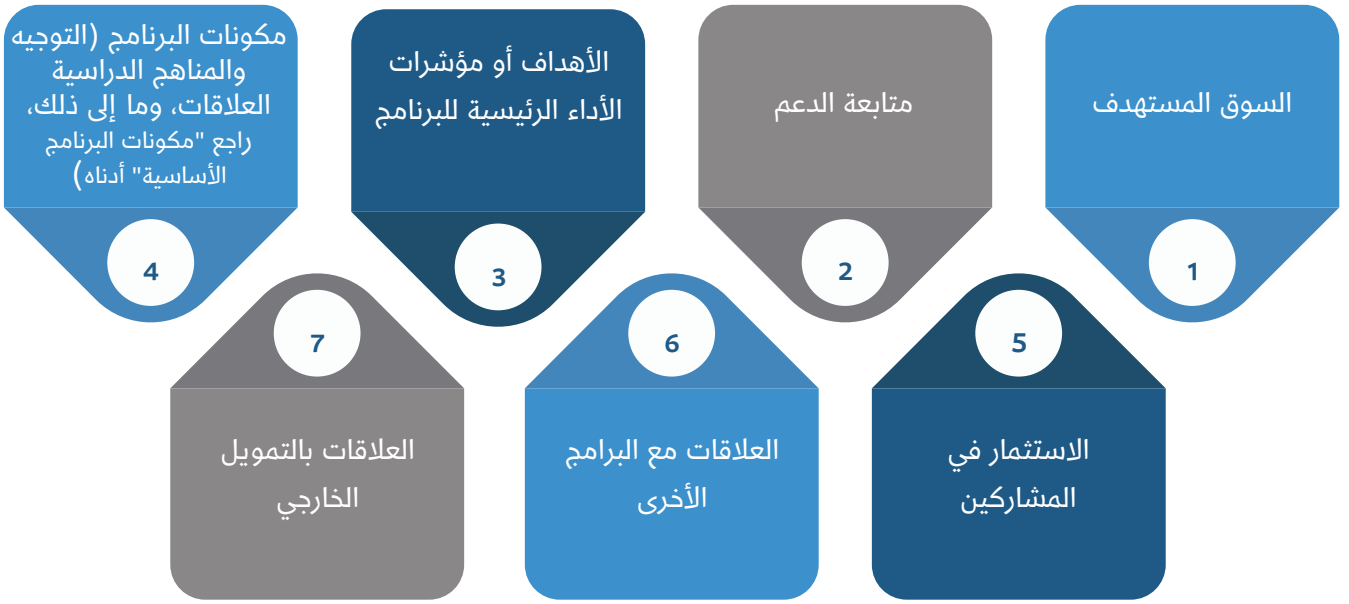 السوق المستهدف
1
متابعة الدعم
2
الأهداف أو مؤشرات
الأداء الرئيسية للبرنامج
3
مكونات البرنامج (التوجيه
والمناهج الدراسية
العلاقات، وما إلى ذلك،
راجع "مكونات البرنامج
الأساسية" أدناه)
4
5
الاستثمار في
المشاركين
6
العلاقات مع البرامج
الأخرى
7
العلاقات بالتمويل
الخارجي